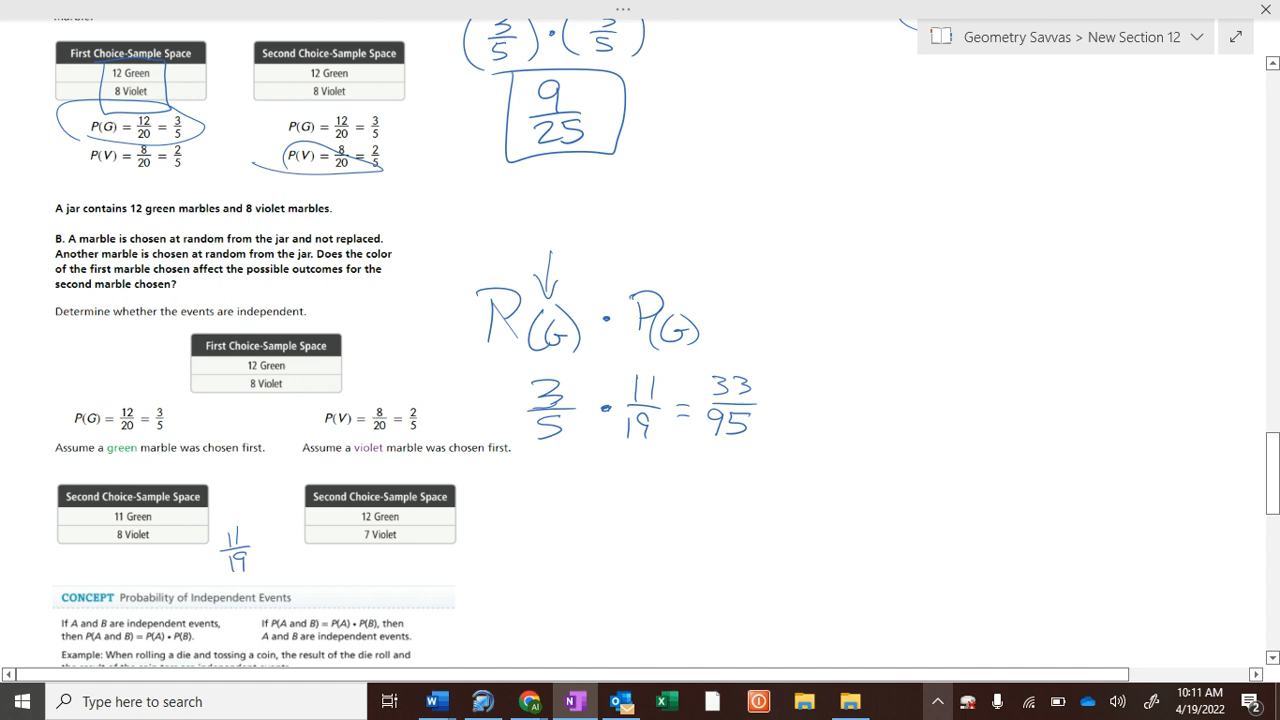 Geometry Savvas > New Section 12
First Choice-Sample Space
12 Green
8 Violet
P(G) = 12/20 = 3/5
P(V) = 8/20 = 2/5
Second Choice-Sample Space
12 Green
8 Violet
P(G) = 12/20 = 3/5
P(V) = 8/20 = 2/5
(3/5) · (3/5)
9/25
A jar contains 12 green marbles and 8 violet marbles.
B. A marble is chosen at random from the jar and not replaced.
Another marble is chosen at random from the jar. Does the color
of the first marble chosen affect the possible outcomes for the
second marble chosen?
Determine whether the events are independent.
First Choice-Sample Space
12 Green
8 Violet
P(G) = 12/20 = 3/5
P(V) = 8/20 = 2/5
Assume a green marble was chosen first.
Assume a violet marble was chosen first.
Second Choice-Sample Space
11 Green
8 Violet
11/19
Second Choice-Sample Space
12 Green
7 Violet
P(G) · P(G)
3/5 · 11/19 = 33/95
CONCEPT Probability of Independent Events
If A and B are independent events,
then P(A and B) = P(A) • P(B).
If P(A and B) = P(A) • P(B), then
A and B are independent events.
Example: When rolling a die and tossing a coin, the result of the die roll and
Type here to search
10:11 AM
4/19/2022
2